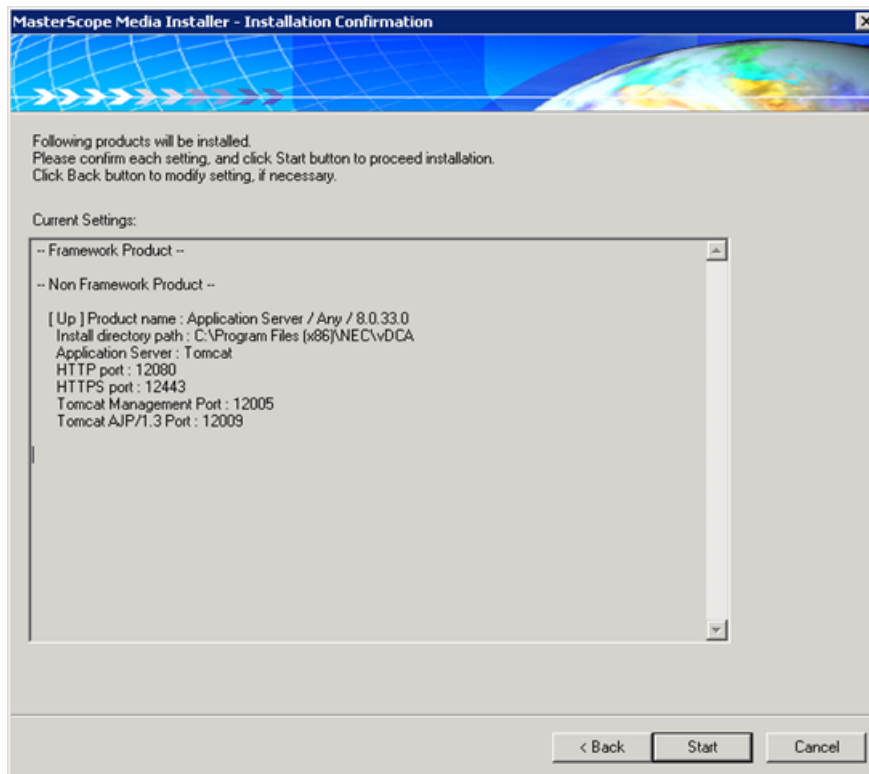 MasterScope Media Installer - Installation Confirmation
Following products will be installed.
Please confirm each setting, and click Start button to proceed installation.
Click Back button to modify setting, if necessary.
Current Settings:
-- Framework Product --
-- Non Framework Product --
[ Up ] Product name : Application Server / Any / 8.0.33.0
Install directory path : C:\Program Files (x86)\NEC\vDCA
Application Server : Tomcat
HTTP port : 12080
HTTPS port : 12443
Tomcat Management Port : 12005
Tomcat AJP/1.3 Port : 12009
< Back
Start
Cancel